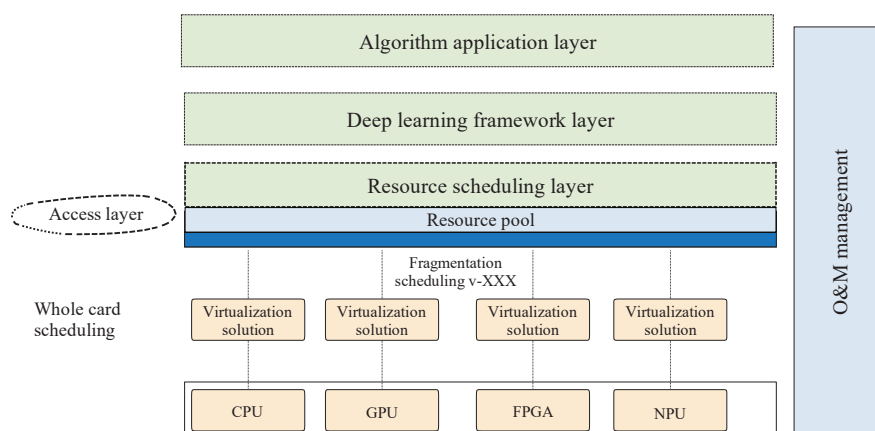 Algorithm application layer
Deep learning framework layer
Resource scheduling layer
Access layer
Resource pool
Fragmentation
scheduling v-XXX
Whole card
scheduling
Virtualization
solution
Virtualization
solution
Virtualization
solution
Virtualization
solution
CPU
GPU
FPGA
NPU
O&M management